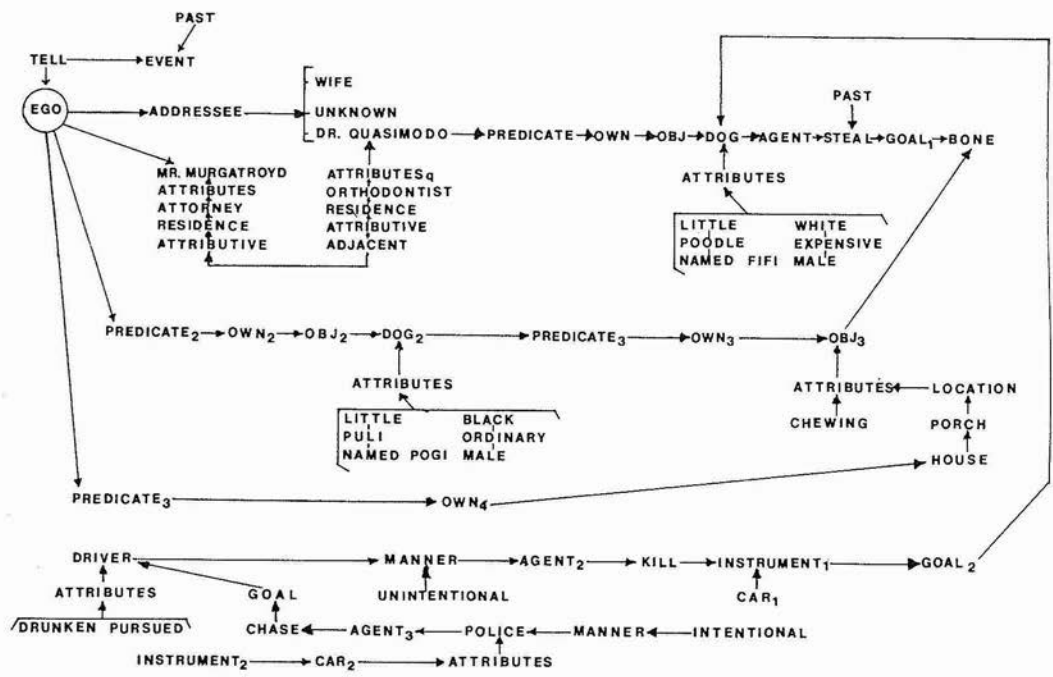 PAST
TELL EVENT
WIFE
EGO ADDRESSEE UNKNOWN PAST
DR. QUASIMODO PREDICATE OWN OBJ DOG AGENT STEAL GOAL₁ BONE
MR. MURGATROYD ATTRIBUTESq ATTRIBUTES
ATTRIBUTES ORTHODONTIST
ATTORNEY RESIDENCE
RESIDENCE ATTRIBUTIVE LITTLE WHITE
ATTRIBUTIVE ADJACENT POODLE EXPENSIVE
NAMED FIFI MALE
PREDICATE₂ OWN₂ OBJ₂ DOG₂ PREDICATE₃ OWN₃ OBJ₃
ATTRIBUTES ATTRIBUTES LOCATION
LITTLE BLACK CHEWING PORCH
PULI ORDINARY
NAMED POGI MALE HOUSE
PREDICATE₃ OWN₄
DRIVER MANNER AGENT₂ KILL INSTRUMENT₁ GOAL₂
ATTRIBUTES GOAL UNINTENTIONAL CAR₁
DRUNKEN PURSUED CHASE AGENT₃ POLICE MANNER INTENTIONAL
INSTRUMENT₂ CAR₂ ATTRIBUTES